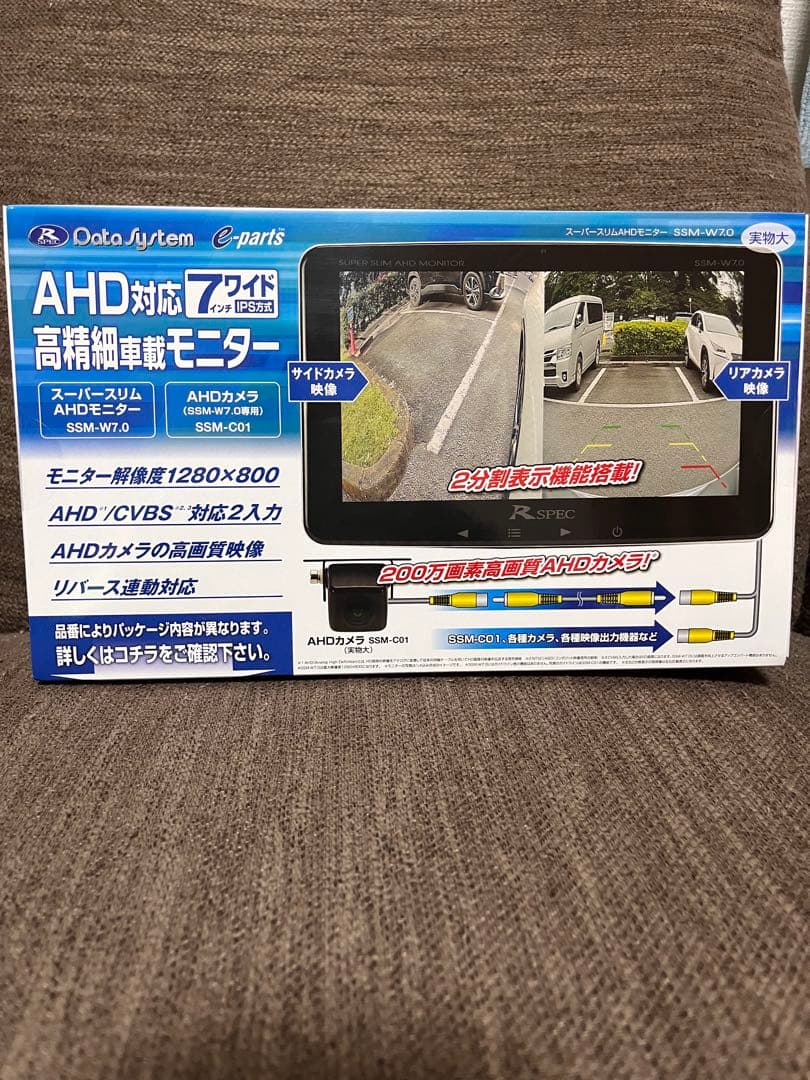 R SPEC Data System e-parts
スーパースリムAHDモニター SSM-W7.0
実物大
AHD対応 7インチ ワイド IPS方式
高精細車載モニター
スーパースリム
AHDモニター
SSM-W7.0
AHDカメラ
(SSM-W7.0専用)
SSM-C01
モニター解像度1280×800
AHD※1/CVBS※2,3対応2入力
AHDカメラの高画質映像
リバース連動対応
品番によりパッケージ内容が異なります。
詳しくはコチラをご確認下さい。
SUPER SLIM AHD MONITOR SSM-W7.0
サイドカメラ
映像
リアカメラ
映像
2分割表示機能搭載!
R SPEC
200万画素高画質AHDカメラ!
AHDカメラ SSM-C01
(実物大)
SSM-C01、各種カメラ、各種映像出力機器など